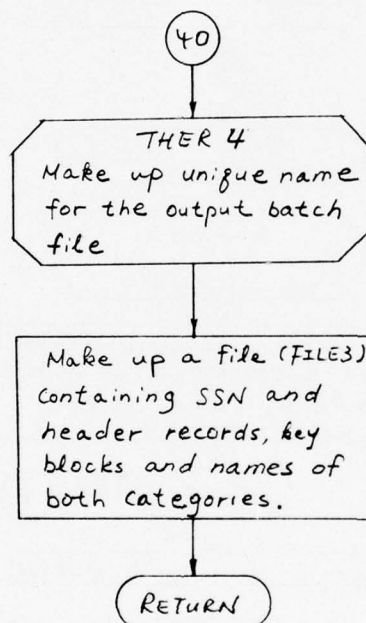 40
THER 4
Make up unique name
for the output batch
file
Make up a file (FILE3)
containing SSN and
header records, key
blocks and names of
both categories.
RETURN